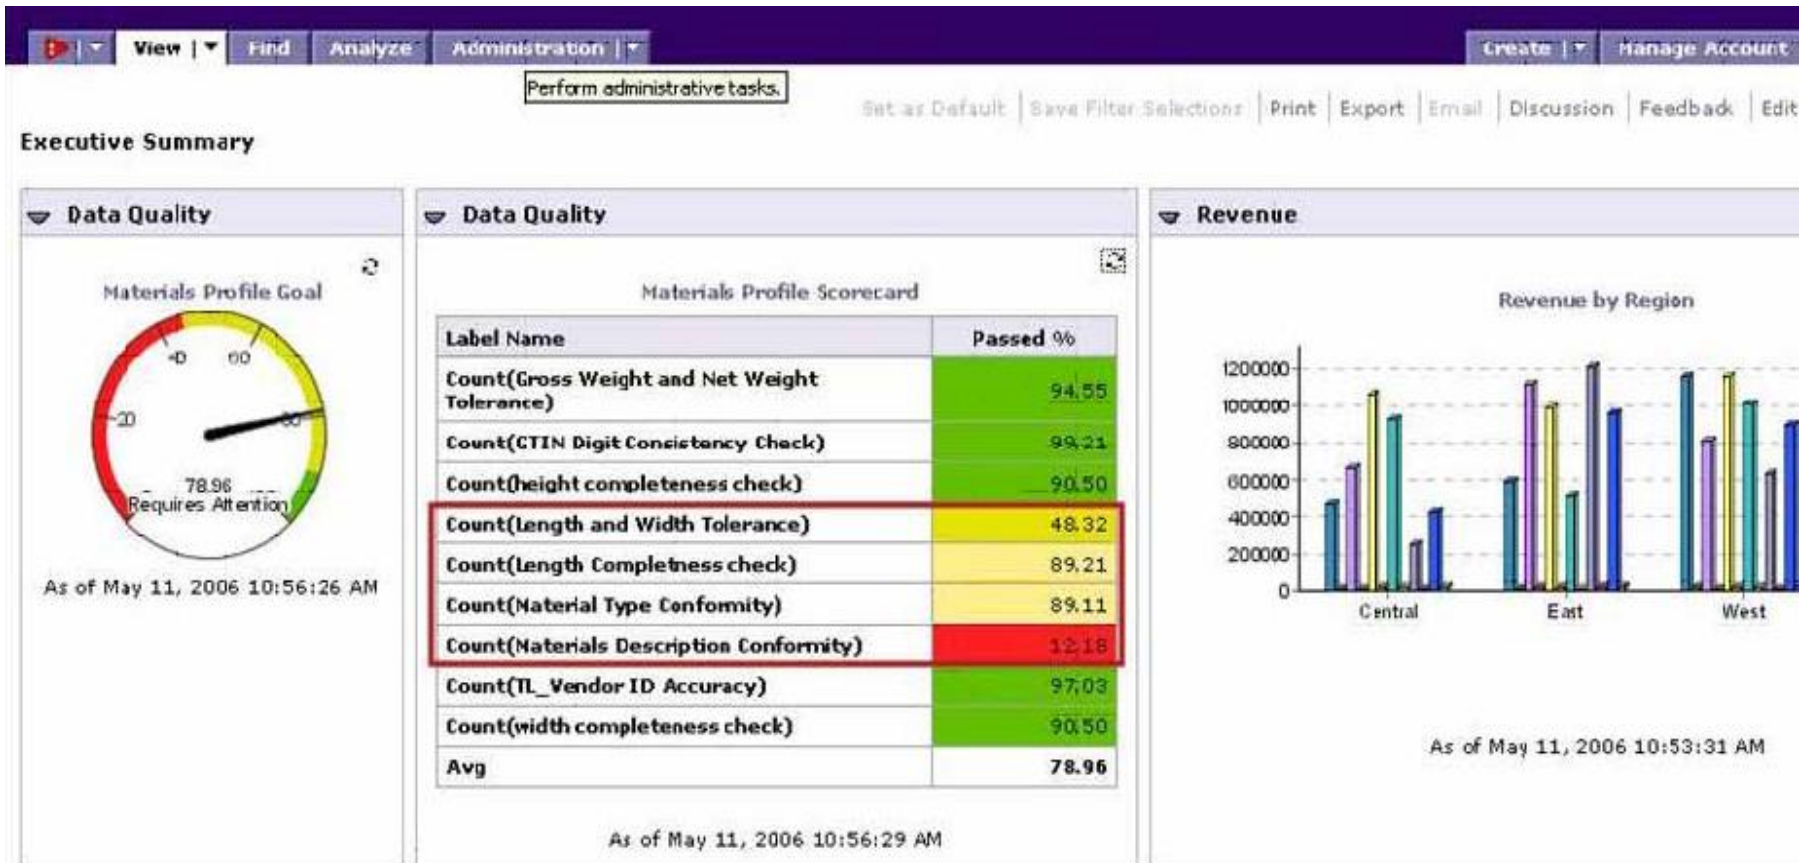 View | Find Analyze Administration | Create | Manage Account
Perform administrative tasks.
Set as Default | Save Filter Selections | Print | Export | Email | Discussion | Feedback | Edit
Executive Summary
Data Quality
Materials Profile Goal
20
40
60
80
78.96
Requires Attention
As of May 11, 2006 10:56:26 AM
Data Quality
Materials Profile Scorecard
Label Name Passed %
Count(Gross Weight and Net Weight
Tolerance) 94.55
Count(GTIN Digit Consistency Check) 99.21
Count(height completeness check) 90.50
Count(Length and Width Tolerance) 48.32
Count(Length Completness check) 89.21
Count(Material Type Conformity) 89.11
Count(Materials Description Conformity) 12.18
Count(TL_Vendor ID Accuracy) 97.03
Count(width completeness check) 90.50
Avg 78.96
As of May 11, 2006 10:56:29 AM
Revenue
Revenue by Region
1200000
1000000
800000
600000
400000
200000
0
Central East West
As of May 11, 2006 10:53:31 AM